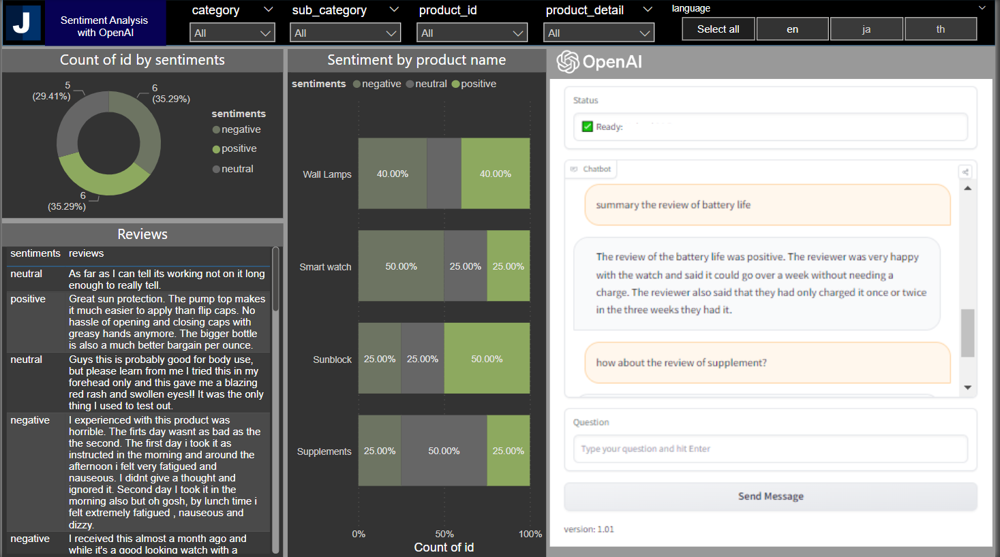 J
Sentiment Analysis
with OpenAI
category
All
sub_category
All
product_id
All
product_detail
All
language
Select all
en
ja
th
Count of id by sentiments
5
(29.41%)
6
(35.29%)
6
(35.29%)
sentiments
negative
positive
neutral
Reviews
sentiments reviews
neutral As far as I can tell its working not on it long
enough to really tell.
positive Great sun protection. The pump top makes
it much easier to apply than flip caps. No
hassle of opening and closing caps with
greasy hands anymore. The bigger bottle
is also a much better bargain per ounce.
neutral Guys this is probably good for body use,
but please learn from me I tried this in my
forehead only and this gave me a blazing
red rash and swollen eyes!! It was the only
thing I used to test out.
negative I experienced with this product was
horrible. The firts day wasnt as bad as the
the second. The first day i took it as
instructed in the morning and around the
afternoon i felt very fatigued and
nauseous. I didnt give a thought and
ignored it. Second day I took it in the
morning also but oh gosh, by lunch time i
felt extremely fatigued , nauseous and
dizzy.
negative I received this almost a month ago and
while it's a good looking watch with a
Sentiment by product name
sentiments negative neutral positive
Wall Lamps 40.00% 40.00%
Smart watch 50.00% 25.00% 25.00%
Sunblock 25.00% 25.00% 50.00%
Supplements 25.00% 50.00% 25.00%
0% 50% 100%
Count of id
OpenAI
Status
Ready:
Chatbot
summary the review of battery life
The review of the battery life was positive. The reviewer was very happy
with the watch and said it could go over a week without needing a
charge. The reviewer also said that they had only charged it once or twice
in the three weeks they had it.
how about the review of supplement?
Question
Type your question and hit Enter
Send Message
version: 1.01